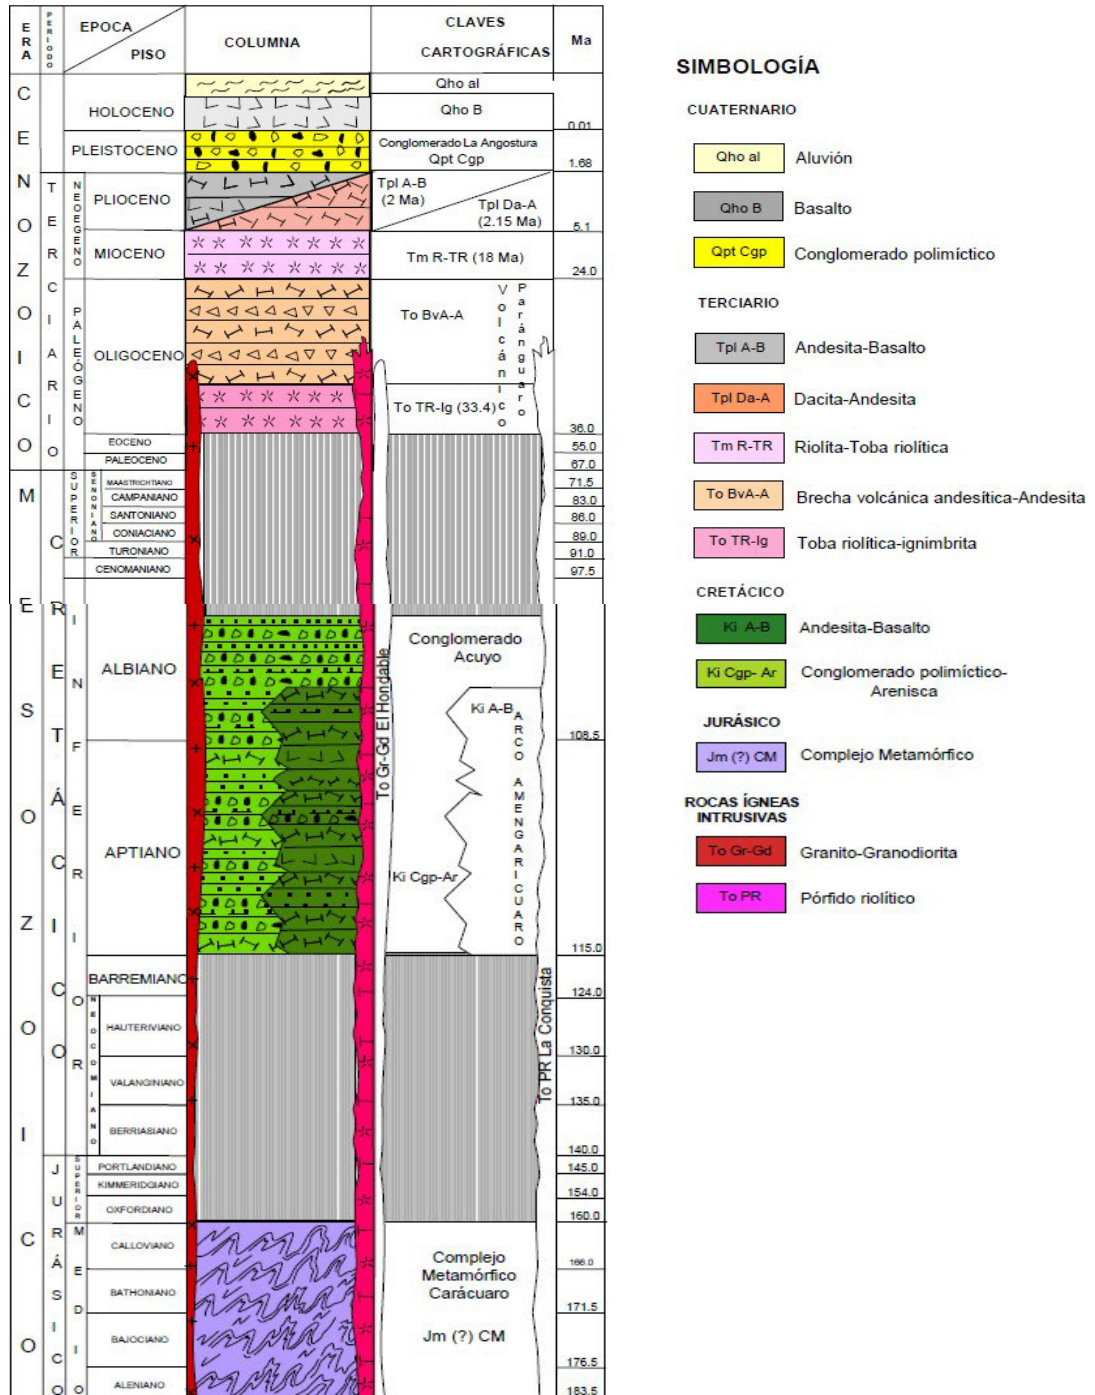 ERA
PERIODO
EPOCA
PISO
COLUMNA
CLAVES
CARTOGRÁFICAS
Ma
CENOZOICO
TERCIARIO
NEOEGENO
PALEÓGENO
HOLOCENO
Qho al
Qho B
0.01
PLEISTOCENO
Conglomerado La Angostura
Qpt Cgp
1.68
PLIOCENO
Tpl A-B
(2 Ma)
Tpl Da-A
(2.15 Ma)
5.1
MIOCENO
Tm R-TR (18 Ma)
24.0
OLIGOCENO
To BvA-A
Volcánico
Paránguaro
To TR-Ig (33.4)
36.0
EOCENO
55.0
PALEOCENO
67.0
MESOZOICO
CRETÁCICO
SUPERIOR
SENONIANO
MAASTRICHTIANO
71.5
CAMPANIANO
83.0
SANTONIANO
86.0
CONIACIANO
89.0
TURONIANO
91.0
CENOMANIANO
97.5
INFERIOR
ALBIANO
Conglomerado
Acuyo
Ki A-B
ARCO AMENGARICUARO
To Gr-Gd El Hondable
108.5
APTIANO
Ki Cgp-Ar
115.0
BARREMIANO
124.0
NEOCOMIANO
To PR La Conquista
HAUTERIVIANO
130.0
VALANGINIANO
135.0
BERRIASIANO
140.0
JURÁSICO
SUPERIOR
PORTLANDIANO
145.0
KIMMERIDGIANO
154.0
OXFORDIANO
160.0
MEDIO
CALLOVIANO
166.0
Complejo
Metamórfico
Carácuaro
BATHONIANO
171.5
BAJOCIANO
Jm (?) CM
176.5
ALENIANO
183.5
SIMBOLOGÍA
CUATERNARIO
Qho al Aluvión
Qho B Basalto
Qpt Cgp Conglomerado polimíctico
TERCIARIO
Tpl A-B Andesita-Basalto
Tpl Da-A Dacita-Andesita
Tm R-TR Riolíta-Toba riolítica
To BvA-A Brecha volcánica andesítica-Andesita
To TR-Ig Toba riolítica-ignimbrita
CRETÁCICO
Ki A-B Andesita-Basalto
Ki Cgp- Ar Conglomerado polimíctico-
Arenisca
JURÁSICO
Jm (?) CM Complejo Metamórfico
ROCAS ÍGNEAS
INTRUSIVAS
To Gr-Gd Granito-Granodiorita
To PR Pórfido riolítico